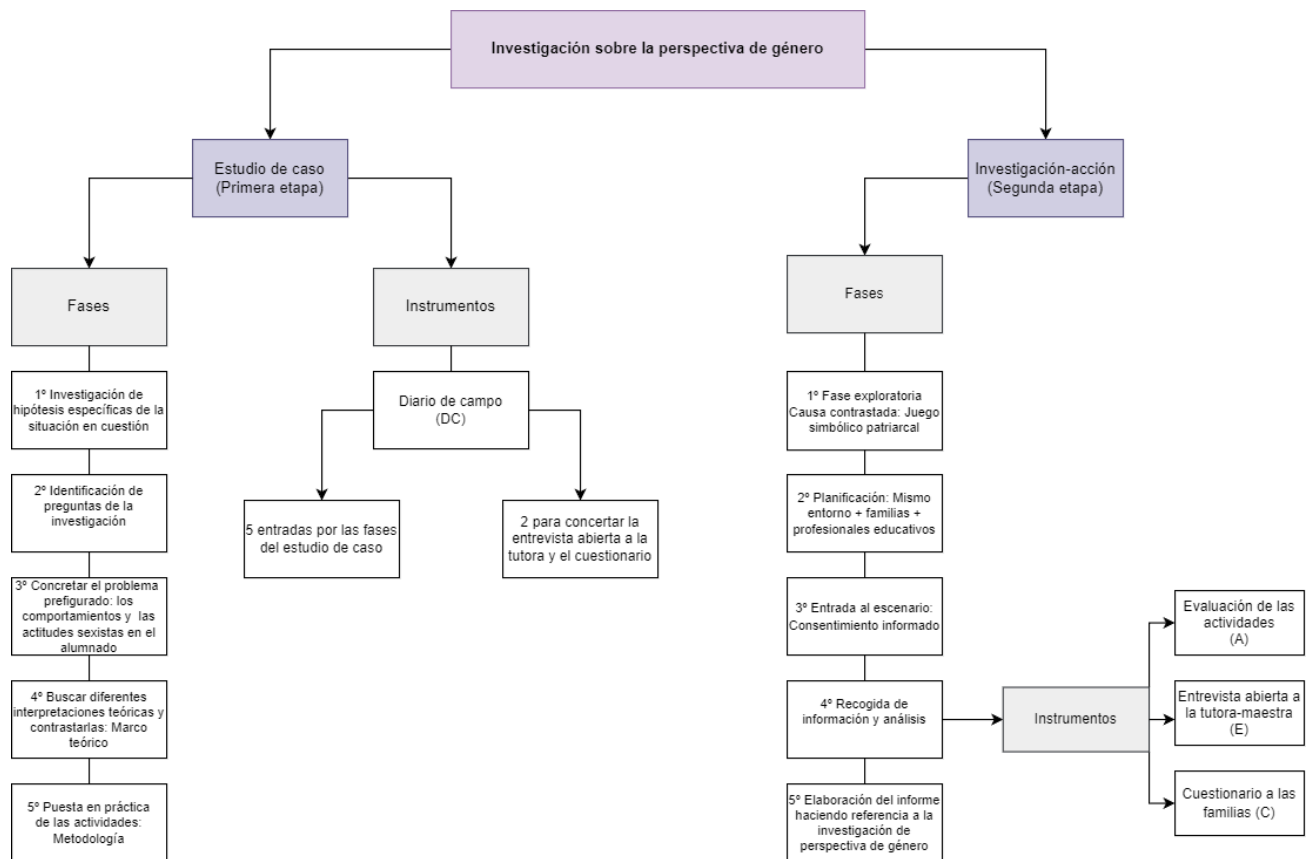 Investigación sobre la perspectiva de género
Estudio de caso
(Primera etapa)
Fases
1º Investigación de
hipótesis específicas de la
situación en cuestión
2º Identificación de
preguntas de la
investigación
3º Concretar el problema
prefigurado: los
comportamientos y las
actitudes sexistas en el
alumnado
4º Buscar diferentes
interpretaciones teóricas y
contrastarlas: Marco
teórico
5º Puesta en práctica
de las actividades:
Metodología
Instrumentos
Diario de campo
(DC)
5 entradas por las fases
del estudio de caso
2 para concertar la
entrevista abierta a la
tutora y el cuestionario
Investigación-acción
(Segunda etapa)
Fases
1º Fase exploratoria
Causa contrastada: Juego
simbólico patriarcal
2º Planificación: Mismo
entorno + familias +
profesionales educativos
3º Entrada al escenario:
Consentimiento informado
4º Recogida de
información y análisis
5º Elaboración del informe
haciendo referencia a la
investigación de
perspectiva de género
Instrumentos
Evaluación de las
actividades
(A)
Entrevista abierta a
la tutora-maestra
(E)
Cuestionario a las
familias (C)